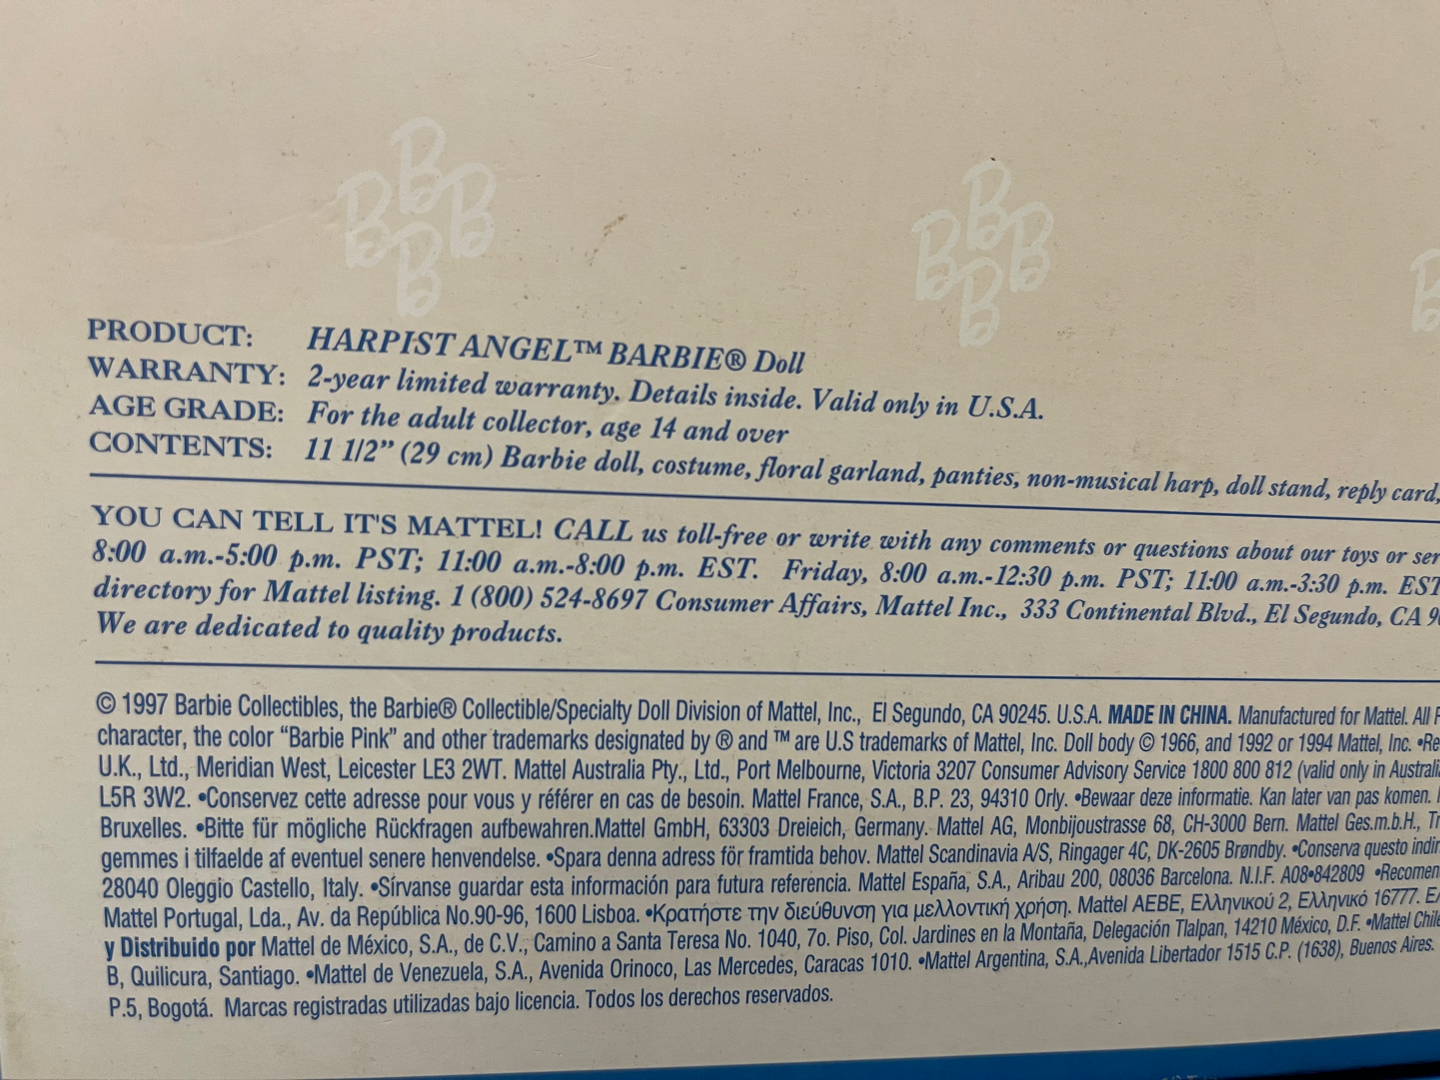 PRODUCT: HARPIST ANGEL™ BARBIE® Doll
WARRANTY: 2-year limited warranty. Details inside. Valid only in U.S.A.
AGE GRADE: For the adult collector, age 14 and over
CONTENTS: 11 1/2” (29 cm) Barbie doll, costume, floral garland, panties, non-musical harp, doll stand, reply card,
YOU CAN TELL IT'S MATTEL! CALL us toll-free or write with any comments or questions about our toys or
8:00 a.m.-5:00 p.m. PST; 11:00 a.m.-8:00 p.m. EST. Friday, 8:00 a.m.-12:30 p.m. PST; 11:00 a.m.-3:30 p.m. EST
directory for Mattel listing. 1 (800) 524-8697 Consumer Affairs, Mattel Inc., 333 Continental Blvd., El Segundo, CA
We are dedicated to quality products.
© 1997 Barbie Collectibles, the Barbie® Collectible/Specialty Doll Division of Mattel, Inc., El Segundo, CA 90245. U.S.A. MADE IN CHINA. Manufactured for Mattel. All
character, the color “Barbie Pink” and other trademarks designated by ® and ™ are U.S trademarks of Mattel, Inc. Doll body © 1966, and 1992 or 1994 Mattel, Inc.
U.K., Ltd., Meridian West, Leicester LE3 2WT. Mattel Australia Pty., Ltd., Port Melbourne, Victoria 3207 Consumer Advisory Service 1800 800 812 (valid only in
L5R 3W2. •Conservez cette adresse pour vous y référer en cas de besoin. Mattel France, S.A., B.P. 23, 94310 Orly. •Bewaar deze informatie. Kan later van pas komen.
Bruxelles. •Bitte für mögliche Rückfragen aufbewahren.Mattel GmbH, 63303 Dreieich, Germany. Mattel AG, Monbijoustrasse 68, CH-3000 Bern. Mattel Ges.m.b.H.,
gemmes i tilfaelde af eventuel senere henvendelse. •Spara denna adress för framtida behov. Mattel Scandinavia A/S, Ringager 4C, DK-2605 Brøndby. •Conserva questo
28040 Oleggio Castello, Italy. •Sírvanse guardar esta información para futura referencia. Mattel España, S.A., Aribau 200, 08036 Barcelona. N.I.F. A08•842809
Mattel Portugal, Lda., Av. da República No.90-96, 1600 Lisboa. •Κρατήστε την διεύθυνση για μελλοντική χρήση. Mattel AEBE, Ελληνικού 2, Ελληνικό 16777.
y Distribuido por Mattel de México, S.A., de C.V., Camino a Santa Teresa No. 1040, 7o. Piso, Col. Jardines en la Montaña, Delegación Tlalpan, 14210 México, D.F. •Mattel Chile
B, Quilicura, Santiago. •Mattel de Venezuela, S.A., Avenida Orinoco, Las Mercedes, Caracas 1010. •Mattel Argentina, S.A.,Avenida Libertador 1515 C.P. (1638), Buenos Aires.
P.5, Bogotá. Marcas registradas utilizadas bajo licencia. Todos los derechos reservados.